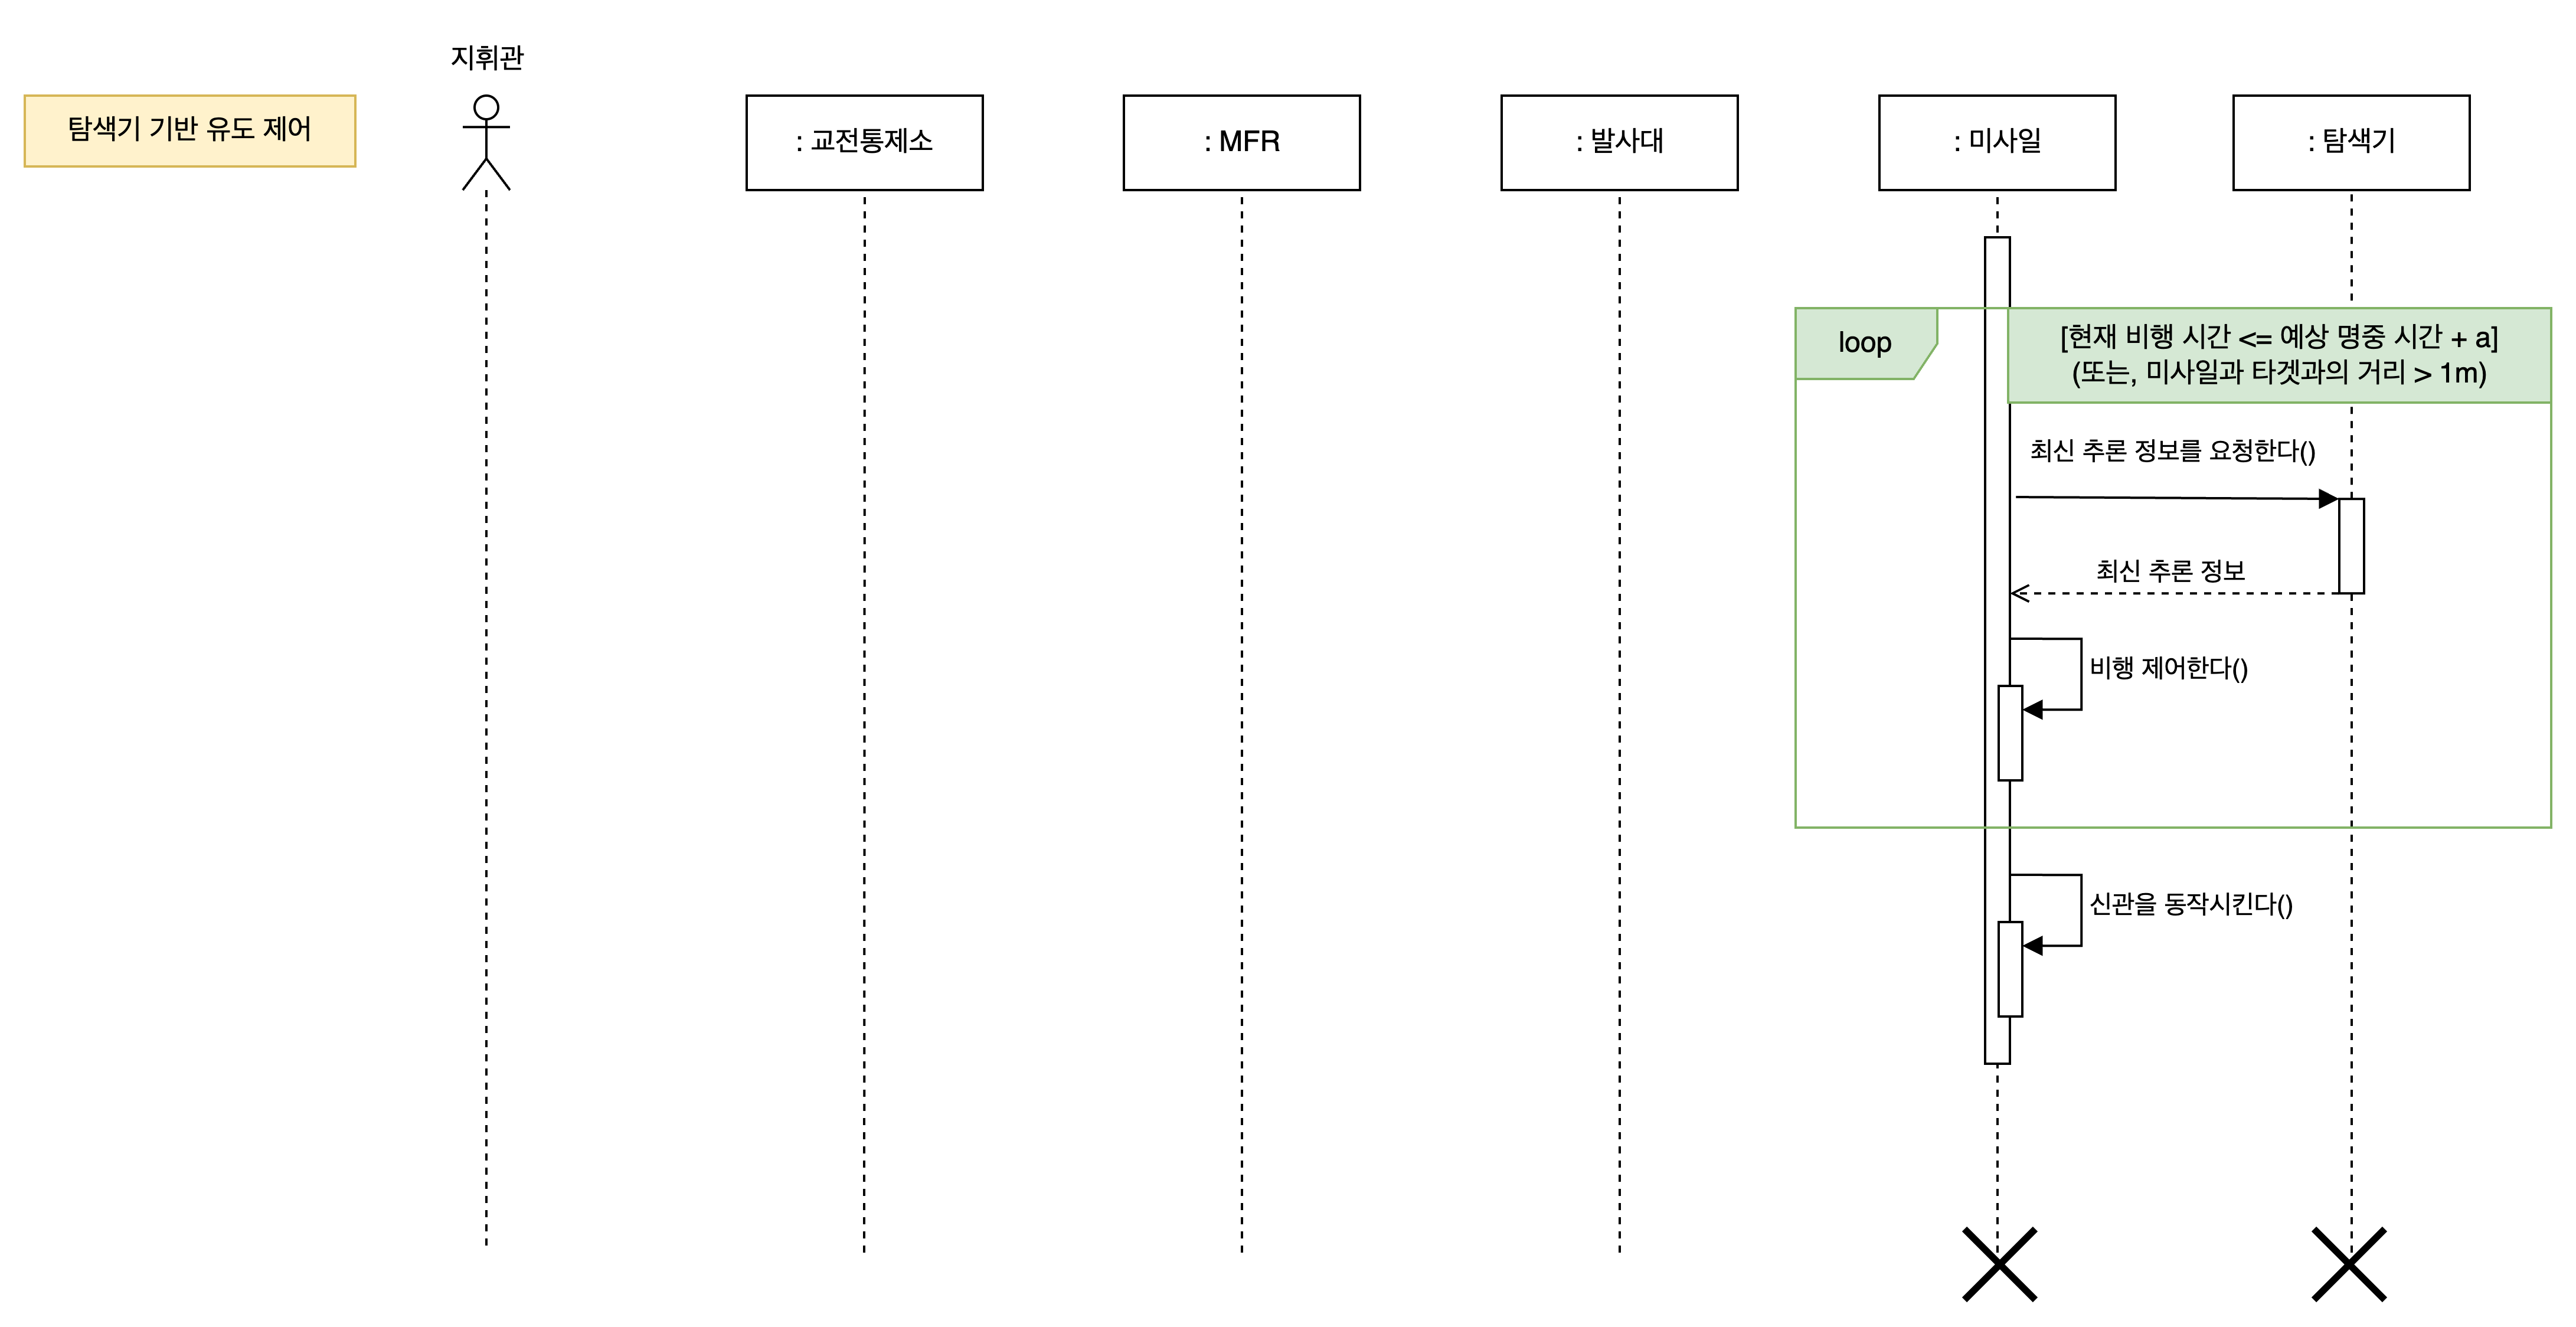 지휘관
탐색기 기반 유도 제어
: 교전통제소
: MFR
: 발사대
: 미사일
: 탐색기
loop
[현재 비행 시간 <= 예상 명중 시간 + a]
(또는, 미사일과 타겟과의 거리 > 1m)
최신 추론 정보를 요청한다()
최신 추론 정보
비행 제어한다()
신관을 동작시킨다()